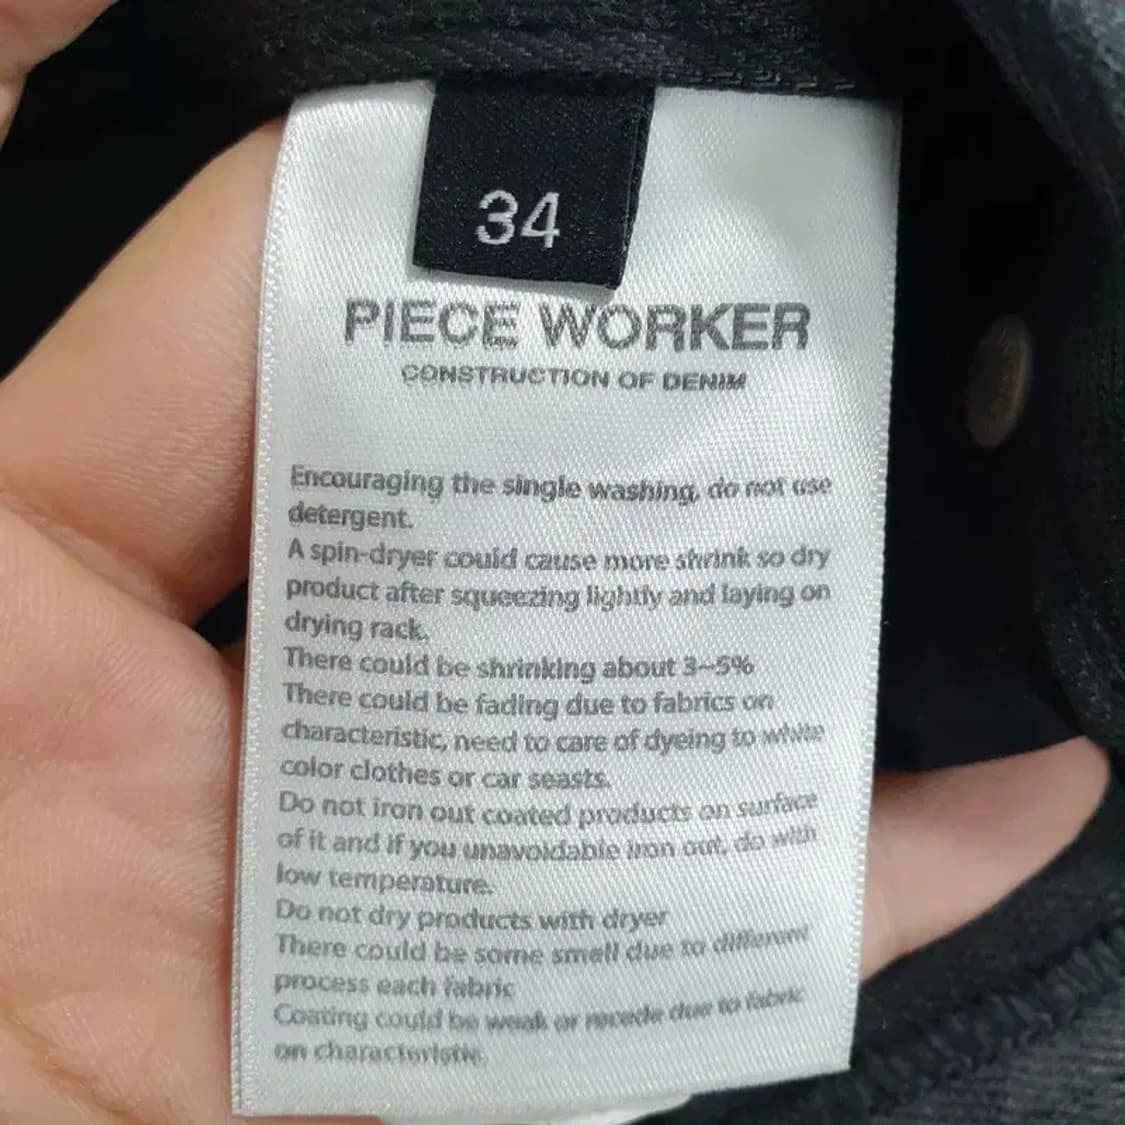 34
PIECE WORKER
CONSTRUCTION OF DENIM
Encouraging the single washing, do not use
detergent.
A spin-dryer could cause more shrink so dry
product after squeezing lightly and laying on
drying rack.
There could be shrinking about 3~5%
There could be fading due to fabrics on
characteristic, need to care of dyeing to white
color clothes or car seasts.
Do not iron out coated products on surface
of it and if you unavoidable iron out, do with
low temperature.
Do not dry products with dryer
There could be some smell due to different
process each fabric
Coating could be weak or recede due to fabric
on characteristic.